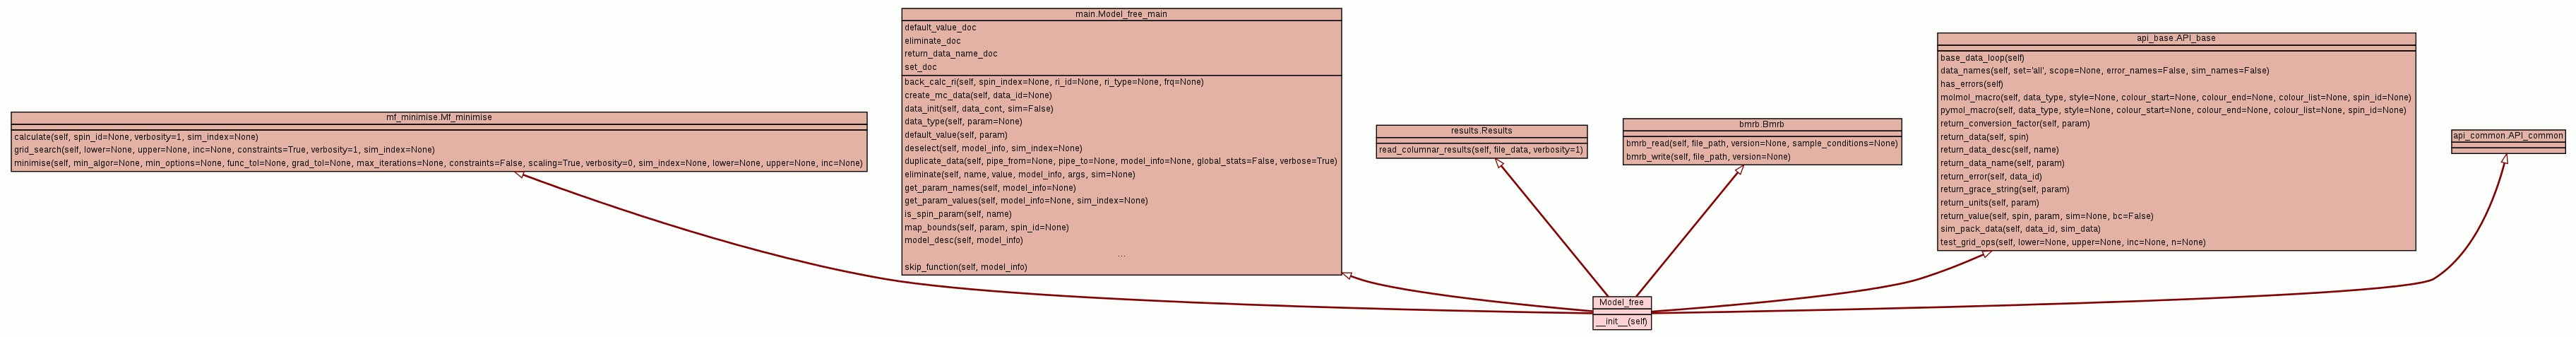 mf_minimise.Mf_minimise
calculate(self, spin_id=None, verbosity=1, sim_index=None)
grid_search(self, lower=None, upper=None, inc=None, constraints=True, verbosity=1, sim_index=None)
minimise(self, min_algor=None, min_options=None, func_tol=None, grad_tol=None, max_iterations=None, constraints=False, scaling=True, verbosity=0, sim_index=None, lower=None, upper=None, inc=None)
main.Model_free_main
default_value_doc
eliminate_doc
return_data_name_doc
set_doc
back_calc_ri(self, spin_index=None, ri_id=None, ri_type=None, frq=None)
create_mc_data(self, data_id=None)
data_init(self, data_cont, sim=False)
data_type(self, param=None)
default_value(self, param)
deselect(self, model_info, sim_index=None)
duplicate_data(self, pipe_from=None, pipe_to=None, model_info=None, global_stats=False, verbose=True)
eliminate(self, name, value, model_info, args, sim=None)
get_param_names(self, model_info=None)
get_param_values(self, model_info=None, sim_index=None)
is_spin_param(self, name)
map_bounds(self, param, spin_id=None)
model_desc(self, model_info)
...
skip_function(self, model_info)
results.Results
read_columnar_results(self, file_data, verbosity=1)
bmrb.Bmrb
bmrb_read(self, file_path, version=None, sample_conditions=None)
bmrb_write(self, file_path, version=None)
api_base.API_base
base_data_loop(self)
data_names(self, set='all', scope=None, error_names=False, sim_names=False)
has_errors(self)
molmol_macro(self, data_type, style=None, colour_start=None, colour_end=None, colour_list=None, spin_id=None)
pymol_macro(self, data_type, style=None, colour_start=None, colour_end=None, colour_list=None, spin_id=None)
return_conversion_factor(self, param)
return_data(self, spin)
return_data_desc(self, name)
return_data_name(self, param)
return_error(self, data_id)
return_grace_string(self, param)
return_units(self, param)
return_value(self, spin, param, sim=None, bc=False)
sim_pack_data(self, data_id, sim_data)
test_grid_ops(self, lower=None, upper=None, inc=None, n=None)
api_common.API_common
Model_free
__init__(self)